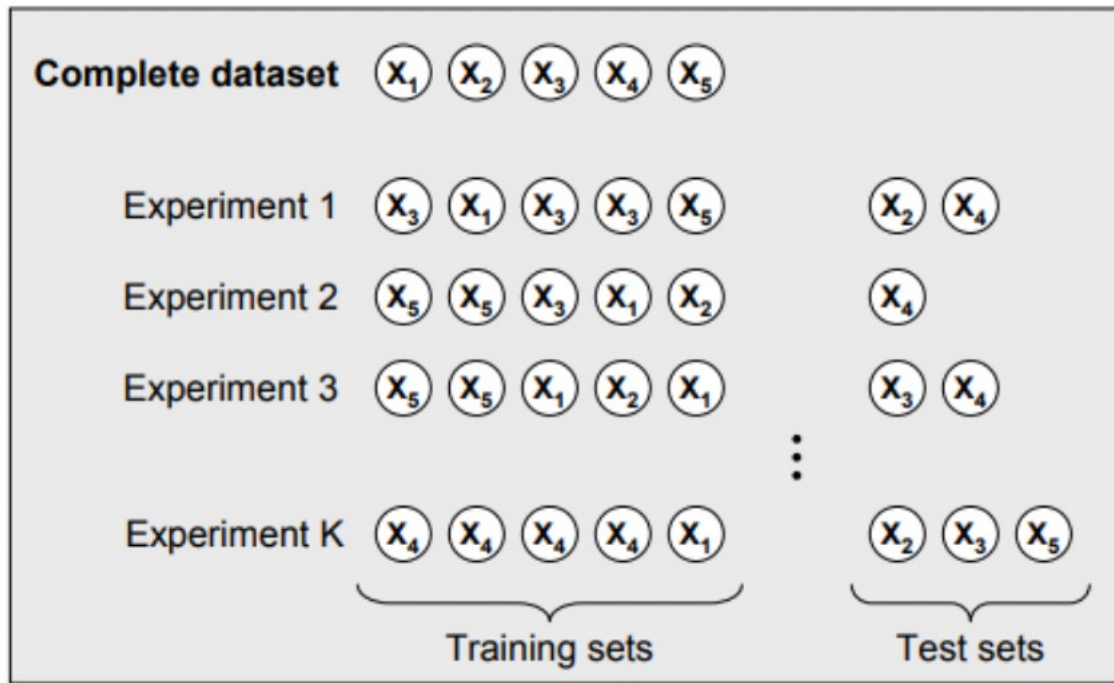 Complete dataset X₁ X₂ X₃ X₄ X₅
Experiment 1 X₃ X₁ X₃ X₃ X₅ X₂ X₄
Experiment 2 X₅ X₅ X₃ X₁ X₂ X₄
Experiment 3 X₅ X₅ X₁ X₂ X₁ X₃ X₄
Experiment K X₄ X₄ X₄ X₄ X₁ X₂ X₃ X₅
Training sets Test sets